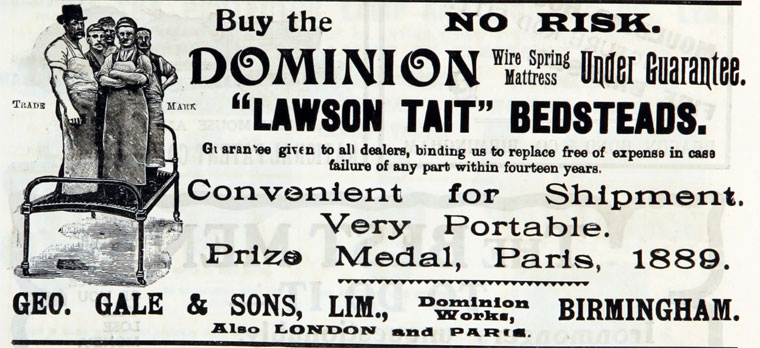 Buy the NO RISK.
DOMINION Wire Spring Mattress Under Guarantee.
TRADE MARK
"LAWSON TAIT" BEDSTEADS.
Guarantee given to all dealers, binding us to replace free of expense in case
failure of any part within fourteen years.
Convenient for Shipment.
Very Portable.
Prize Medal, Paris, 1889.
GEO. GALE & SONS, LIM., Dominion Works, BIRMINGHAM.
Also LONDON and PARIS.